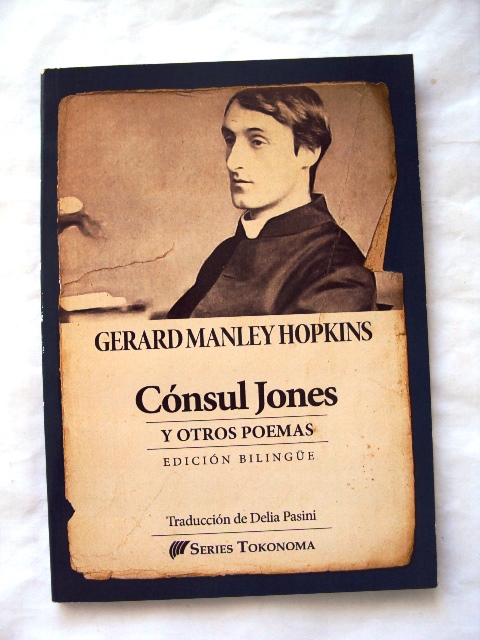 GERARD MANLEY HOPKINS
Cónsul Jones
Y OTROS POEMAS
EDICIÓN BILINGÜE
Traducción de Delia Pasini
SERIES TOKONOMA